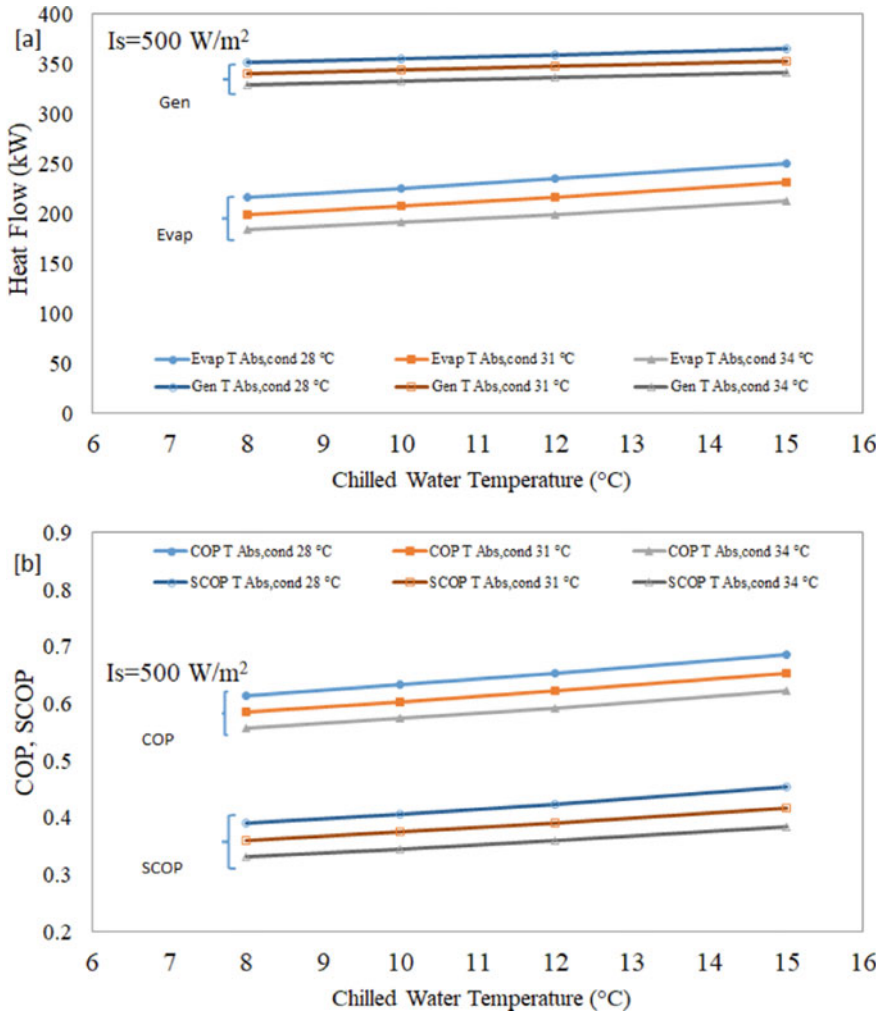 [a]
Is=500 W/m²
400
350
300
250
200
150
100
50
0
Heat Flow (kW)
Gen
Evap
Evap T Abs,cond 28 °C
Evap T Abs,cond 31 °C
Evap T Abs,cond 34 °C
Gen T Abs,cond 28 °C
Gen T Abs,cond 31 °C
Gen T Abs,cond 34 °C
6 7 8 9 10 11 12 13 14 15 16
Chilled Water Temperature (°C)
[b]
0.9
0.8
0.7
0.6
0.5
0.4
0.3
0.2
COP, SCOP
COP T Abs,cond 28 °C
COP T Abs,cond 31 °C
COP T Abs,cond 34 °C
SCOP T Abs,cond 28 °C
SCOP T Abs,cond 31 °C
SCOP T Abs,cond 34 °C
Is=500 W/m²
COP
SCOP
6 7 8 9 10 11 12 13 14 15 16
Chilled Water Temperature (°C)